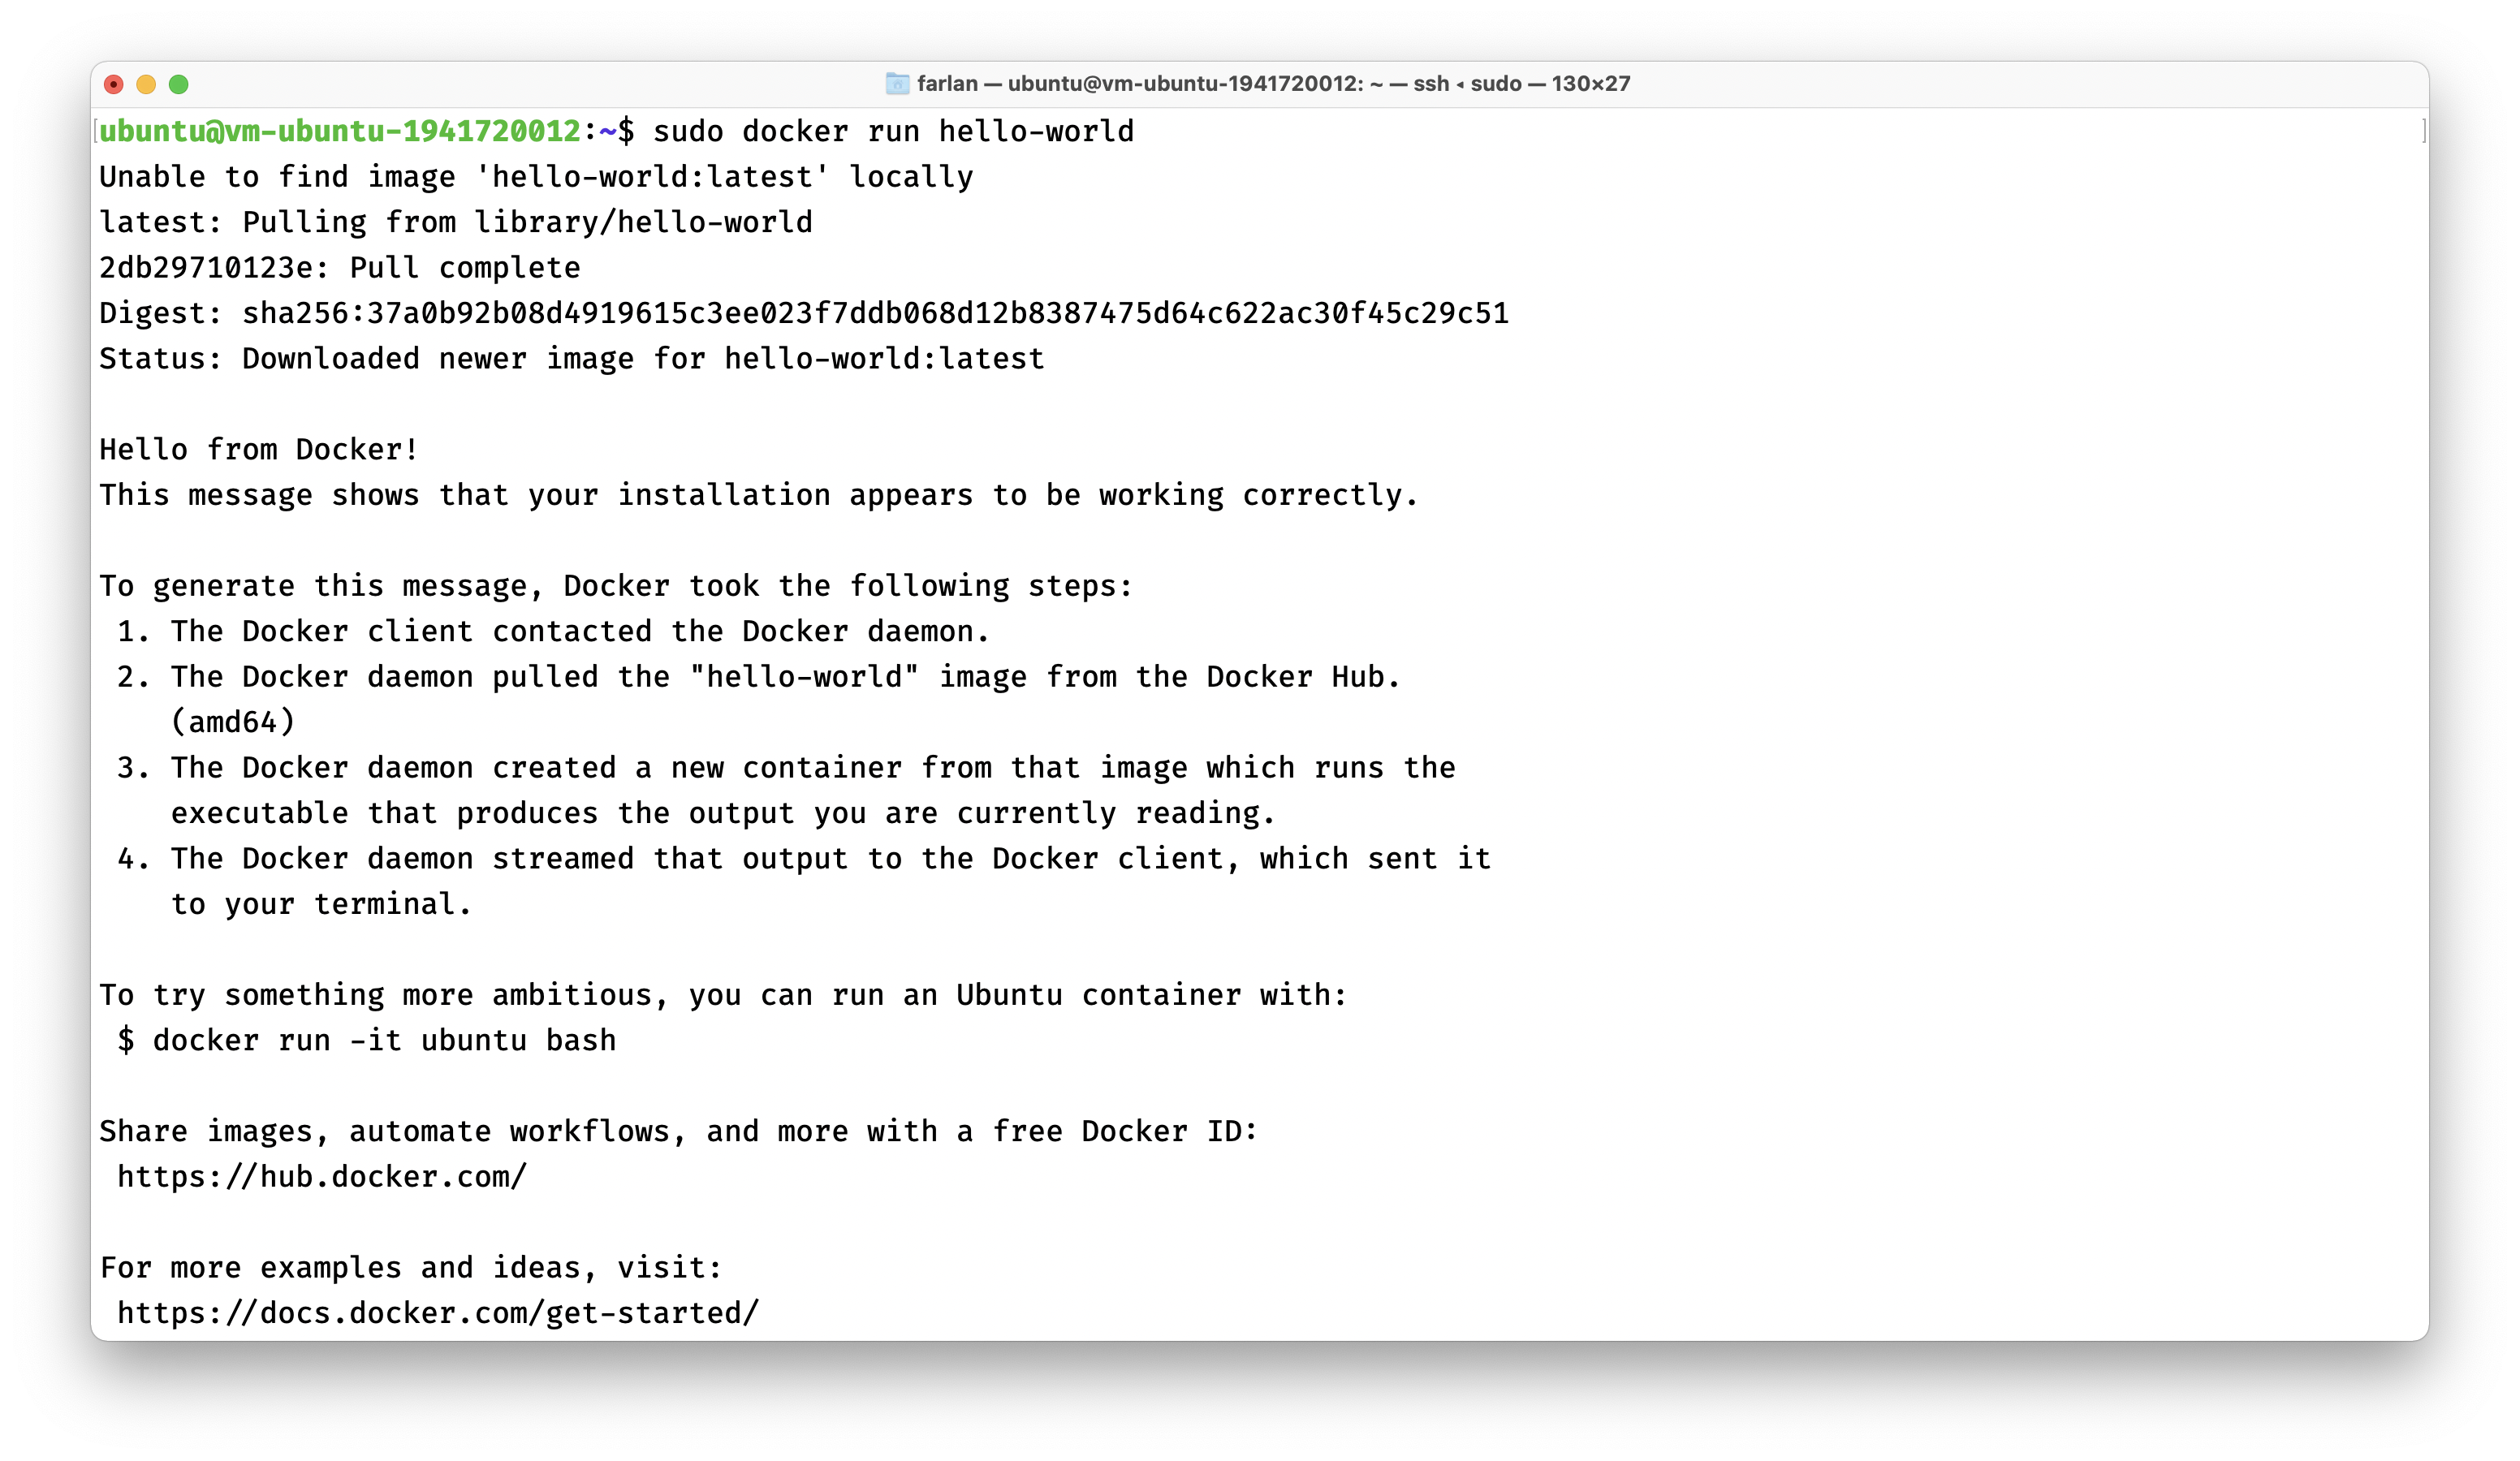 farlan — ubuntu@vm-ubuntu-1941720012: ~ — ssh ◂ sudo — 130×27
[ubuntu@vm-ubuntu-1941720012:~$ sudo docker run hello-world ]
Unable to find image 'hello-world:latest' locally
latest: Pulling from library/hello-world
2db29710123e: Pull complete
Digest: sha256:37a0b92b08d4919615c3ee023f7ddb068d12b8387475d64c622ac30f45c29c51
Status: Downloaded newer image for hello-world:latest
Hello from Docker!
This message shows that your installation appears to be working correctly.
To generate this message, Docker took the following steps:
1. The Docker client contacted the Docker daemon.
2. The Docker daemon pulled the "hello-world" image from the Docker Hub.
(amd64)
3. The Docker daemon created a new container from that image which runs the
executable that produces the output you are currently reading.
4. The Docker daemon streamed that output to the Docker client, which sent it
to your terminal.
To try something more ambitious, you can run an Ubuntu container with:
$ docker run -it ubuntu bash
Share images, automate workflows, and more with a free Docker ID:
https://hub.docker.com/
For more examples and ideas, visit:
https://docs.docker.com/get-started/